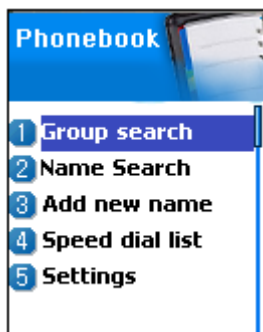 Phonebook
1 Group search
2 Name Search
3 Add new name
4 Speed dial list
5 Settings